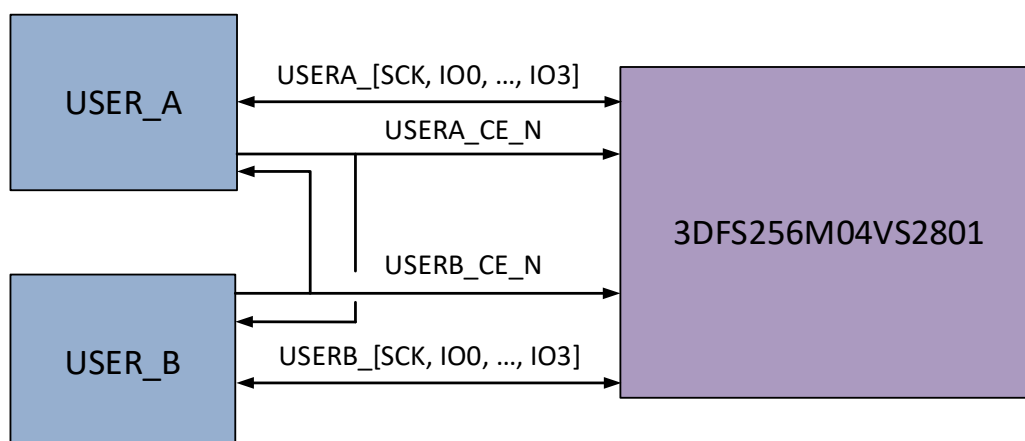 USER_A
USERA_[SCK, IO0, ..., IO3]
USERA_CE_N
3DFS256M04VS2801
USERB_CE_N
USER_B
USERB_[SCK, IO0, ..., IO3]